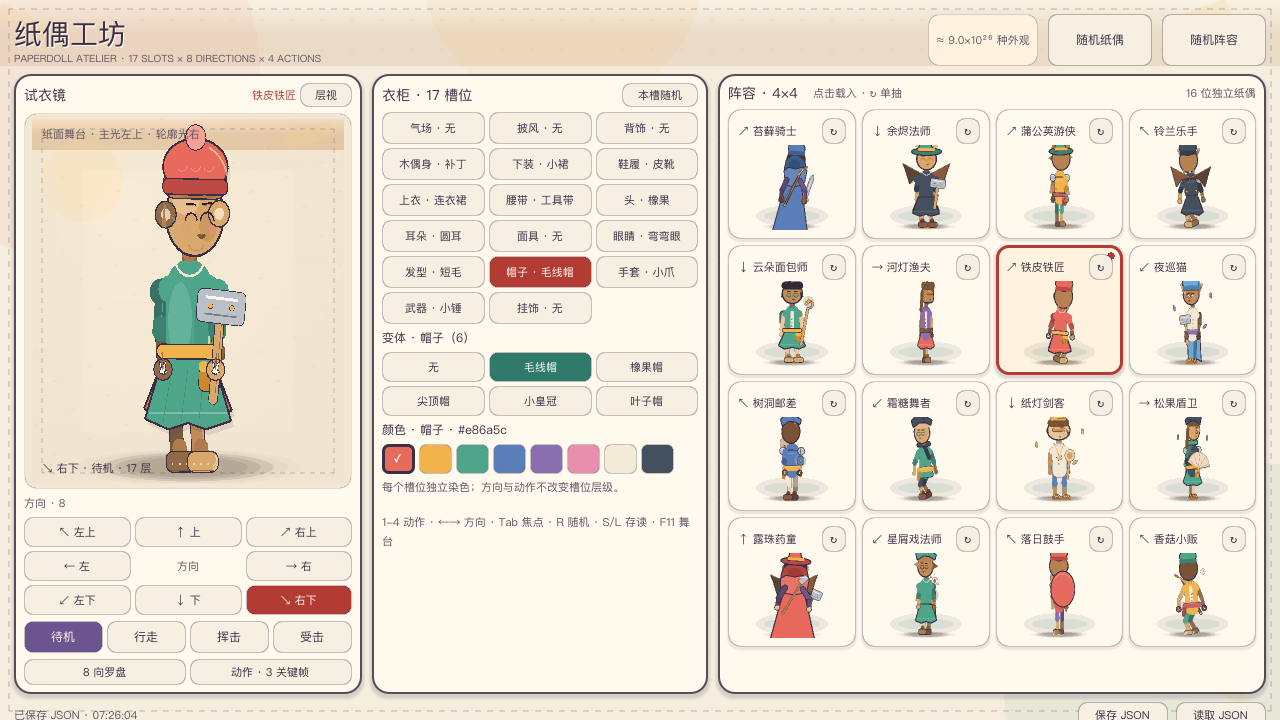 纸偶工坊
PAPERDOLL ATELIER · 17 SLOTS × 8 DIRECTIONS × 4 ACTIONS
≈ 9.0×10²⁶ 种外观
随机纸偶
随机阵容
试衣镜
铁皮铁匠
层视
纸面舞台 · 主光左上 · 轮廓光右
↘ 右下 · 待机 · 17 层
方向 · 8
↖ 左上
↑ 上
↗ 右上
← 左
方向
→ 右
↙ 左下
↓ 下
↘ 右下
待机
行走
挥击
受击
8 向罗盘
动作 · 3 关键帧
衣柜 · 17 槽位
本槽随机
气场 · 无
披风 · 无
背饰 · 无
木偶身 · 补丁
下装 · 小裙
鞋履 · 皮靴
上衣 · 连衣裙
腰带 · 工具带
头 · 橡果
耳朵 · 圆耳
面具 · 无
眼睛 · 弯弯眼
发型 · 短毛
帽子 · 毛线帽
手套 · 小爪
武器 · 小锤
挂饰 · 无
变体 · 帽子 (6)
无
毛线帽
橡果帽
尖顶帽
小皇冠
叶子帽
颜色 · 帽子 · #e86a5c
✓
每个槽位独立染色；方向与动作不改变槽位层级。
1–4 动作 · ←→ 方向 · Tab 焦点 · R 随机 · S/L 存读 · F11 舞
台
阵容 · 4×4
点击载入 · ↻ 单抽
16 位独立纸偶
↗ 苔藓骑士 ↻
↓ 余烬法师 ↻
↗ 蒲公英游侠 ↻
↖ 铃兰乐手 ↻
↓ 云朵面包师 ↻
→ 河灯渔夫 ↻
↗ 铁皮铁匠 ↻
↙ 夜巡猫 ↻
↖ 树洞邮差 ↻
↙ 霜糖舞者 ↻
↓ 纸灯剑客 ↻
→ 松果盾卫 ↻
↑ 露珠药童 ↻
↙ 星屑戏法师 ↻
↖ 落日鼓手 ↻
↖ 香菇小贩 ↻
已保存 JSON · 07:26:04
保存 JSON
读取 JSON